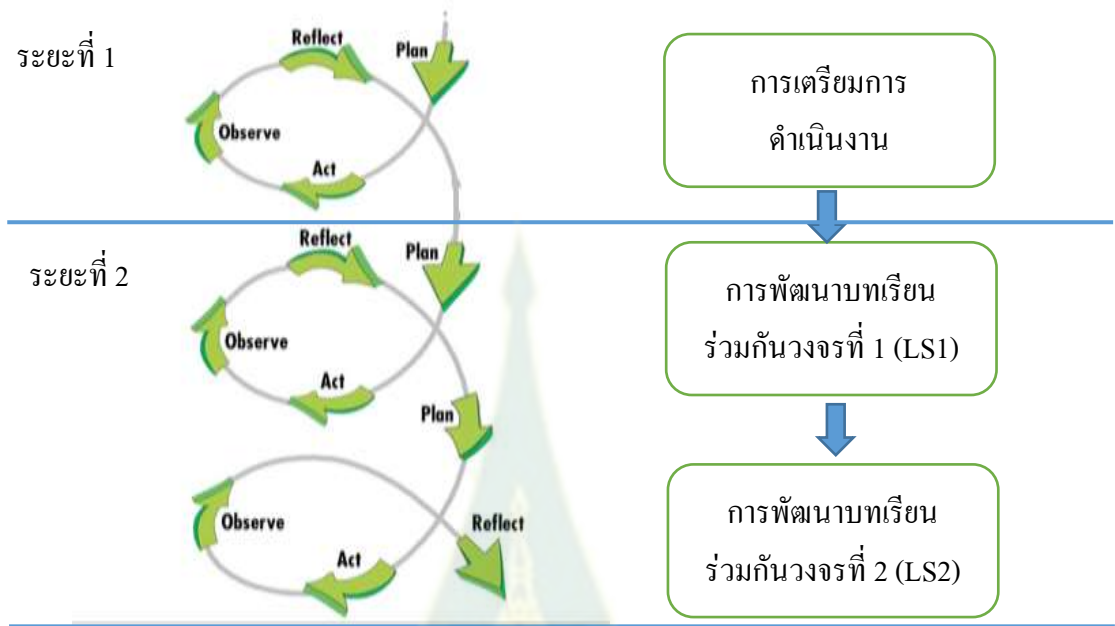 ระยะที่ 1
Reflect
Plan
Observe
Act
การเตรียมการ
ดำเนินงาน
ระยะที่ 2
Reflect
Plan
Observe
Act
การพัฒนาบทเรียน
ร่วมกันวงจรที่ 1 (LS1)
Plan
Observe
Reflect
Act
การพัฒนาบทเรียน
ร่วมกันวงจรที่ 2 (LS2)